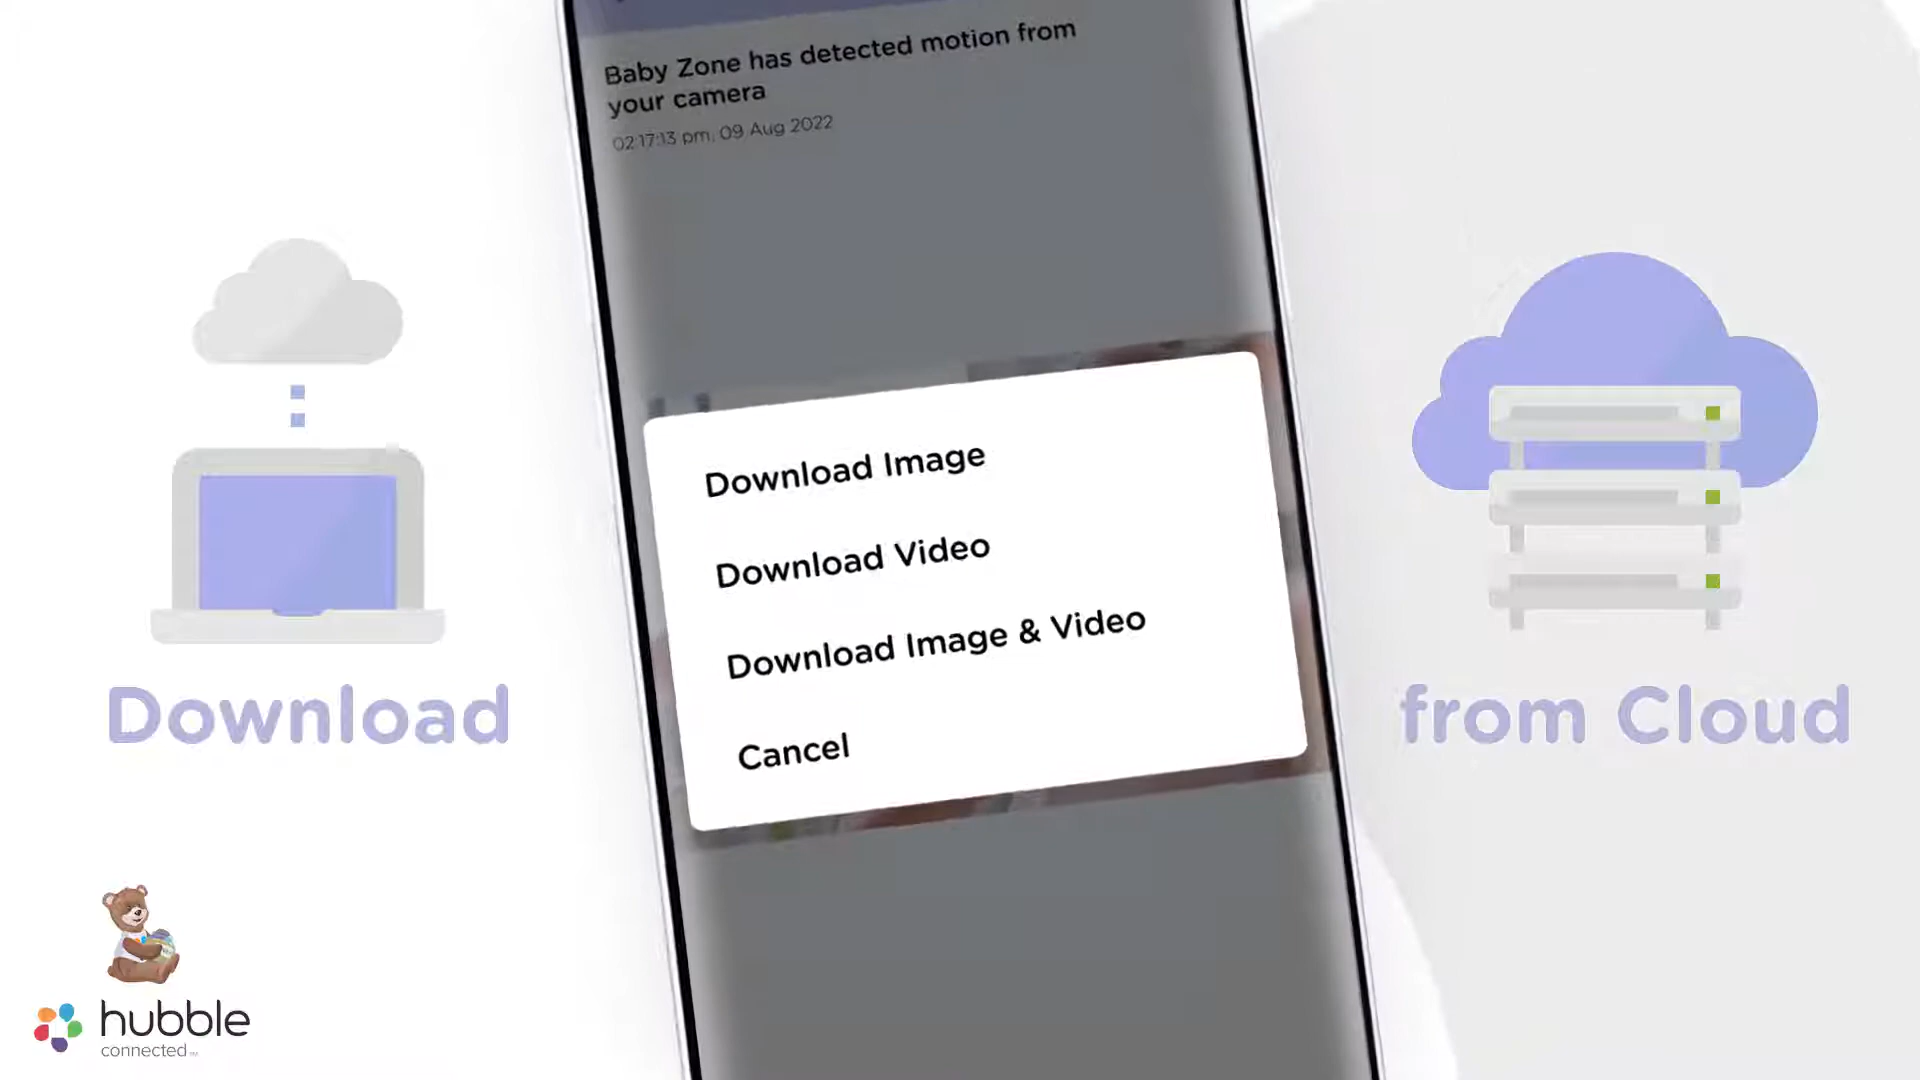 Baby Zone has detected motion from
your camera
02:17:13 pm, 09 Aug 2022
Download Image
Download Video
Download Image & Video
Cancel
Download
from Cloud
hubble
connected